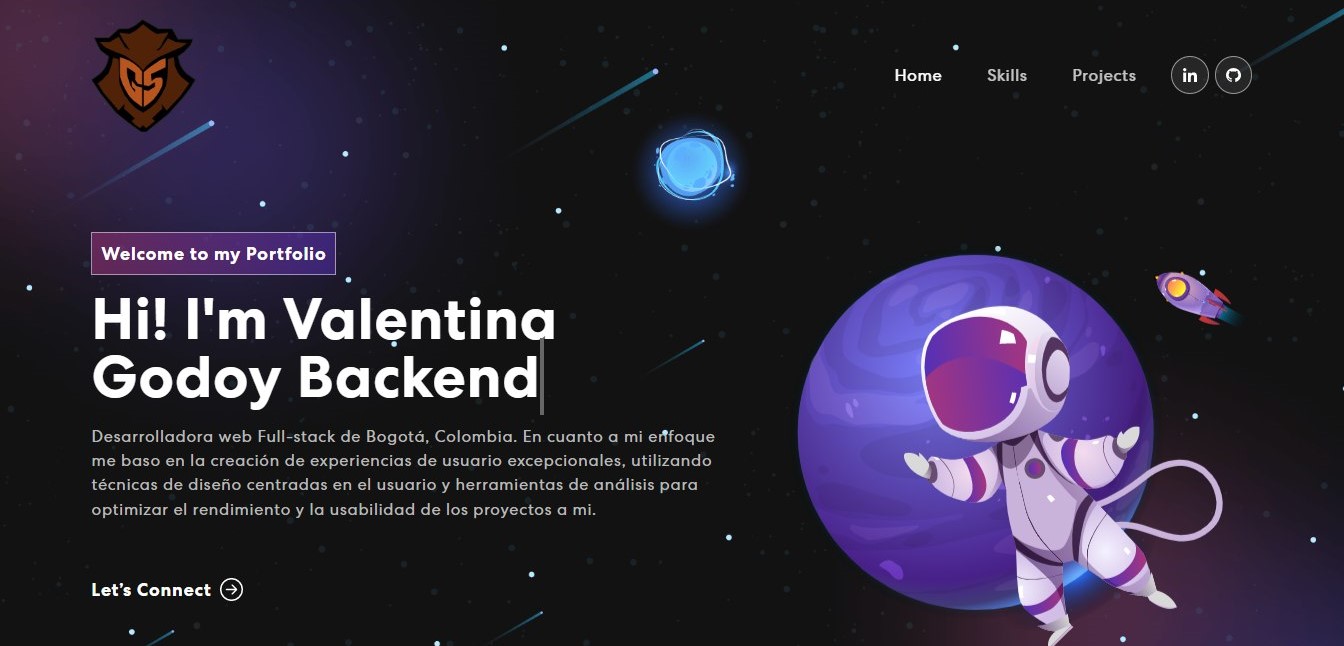 GS
Home Skills Projects in
Welcome to my Portfolio
Hi! I'm Valentina
Godoy Backend
Desarrolladora web Full-stack de Bogotá, Colombia. En cuanto a mi enfoque
me baso en la creación de experiencias de usuario excepcionales, utilizando
técnicas de diseño centradas en el usuario y herramientas de análisis para
optimizar el rendimiento y la usabilidad de los proyectos a mi.
Let’s Connect